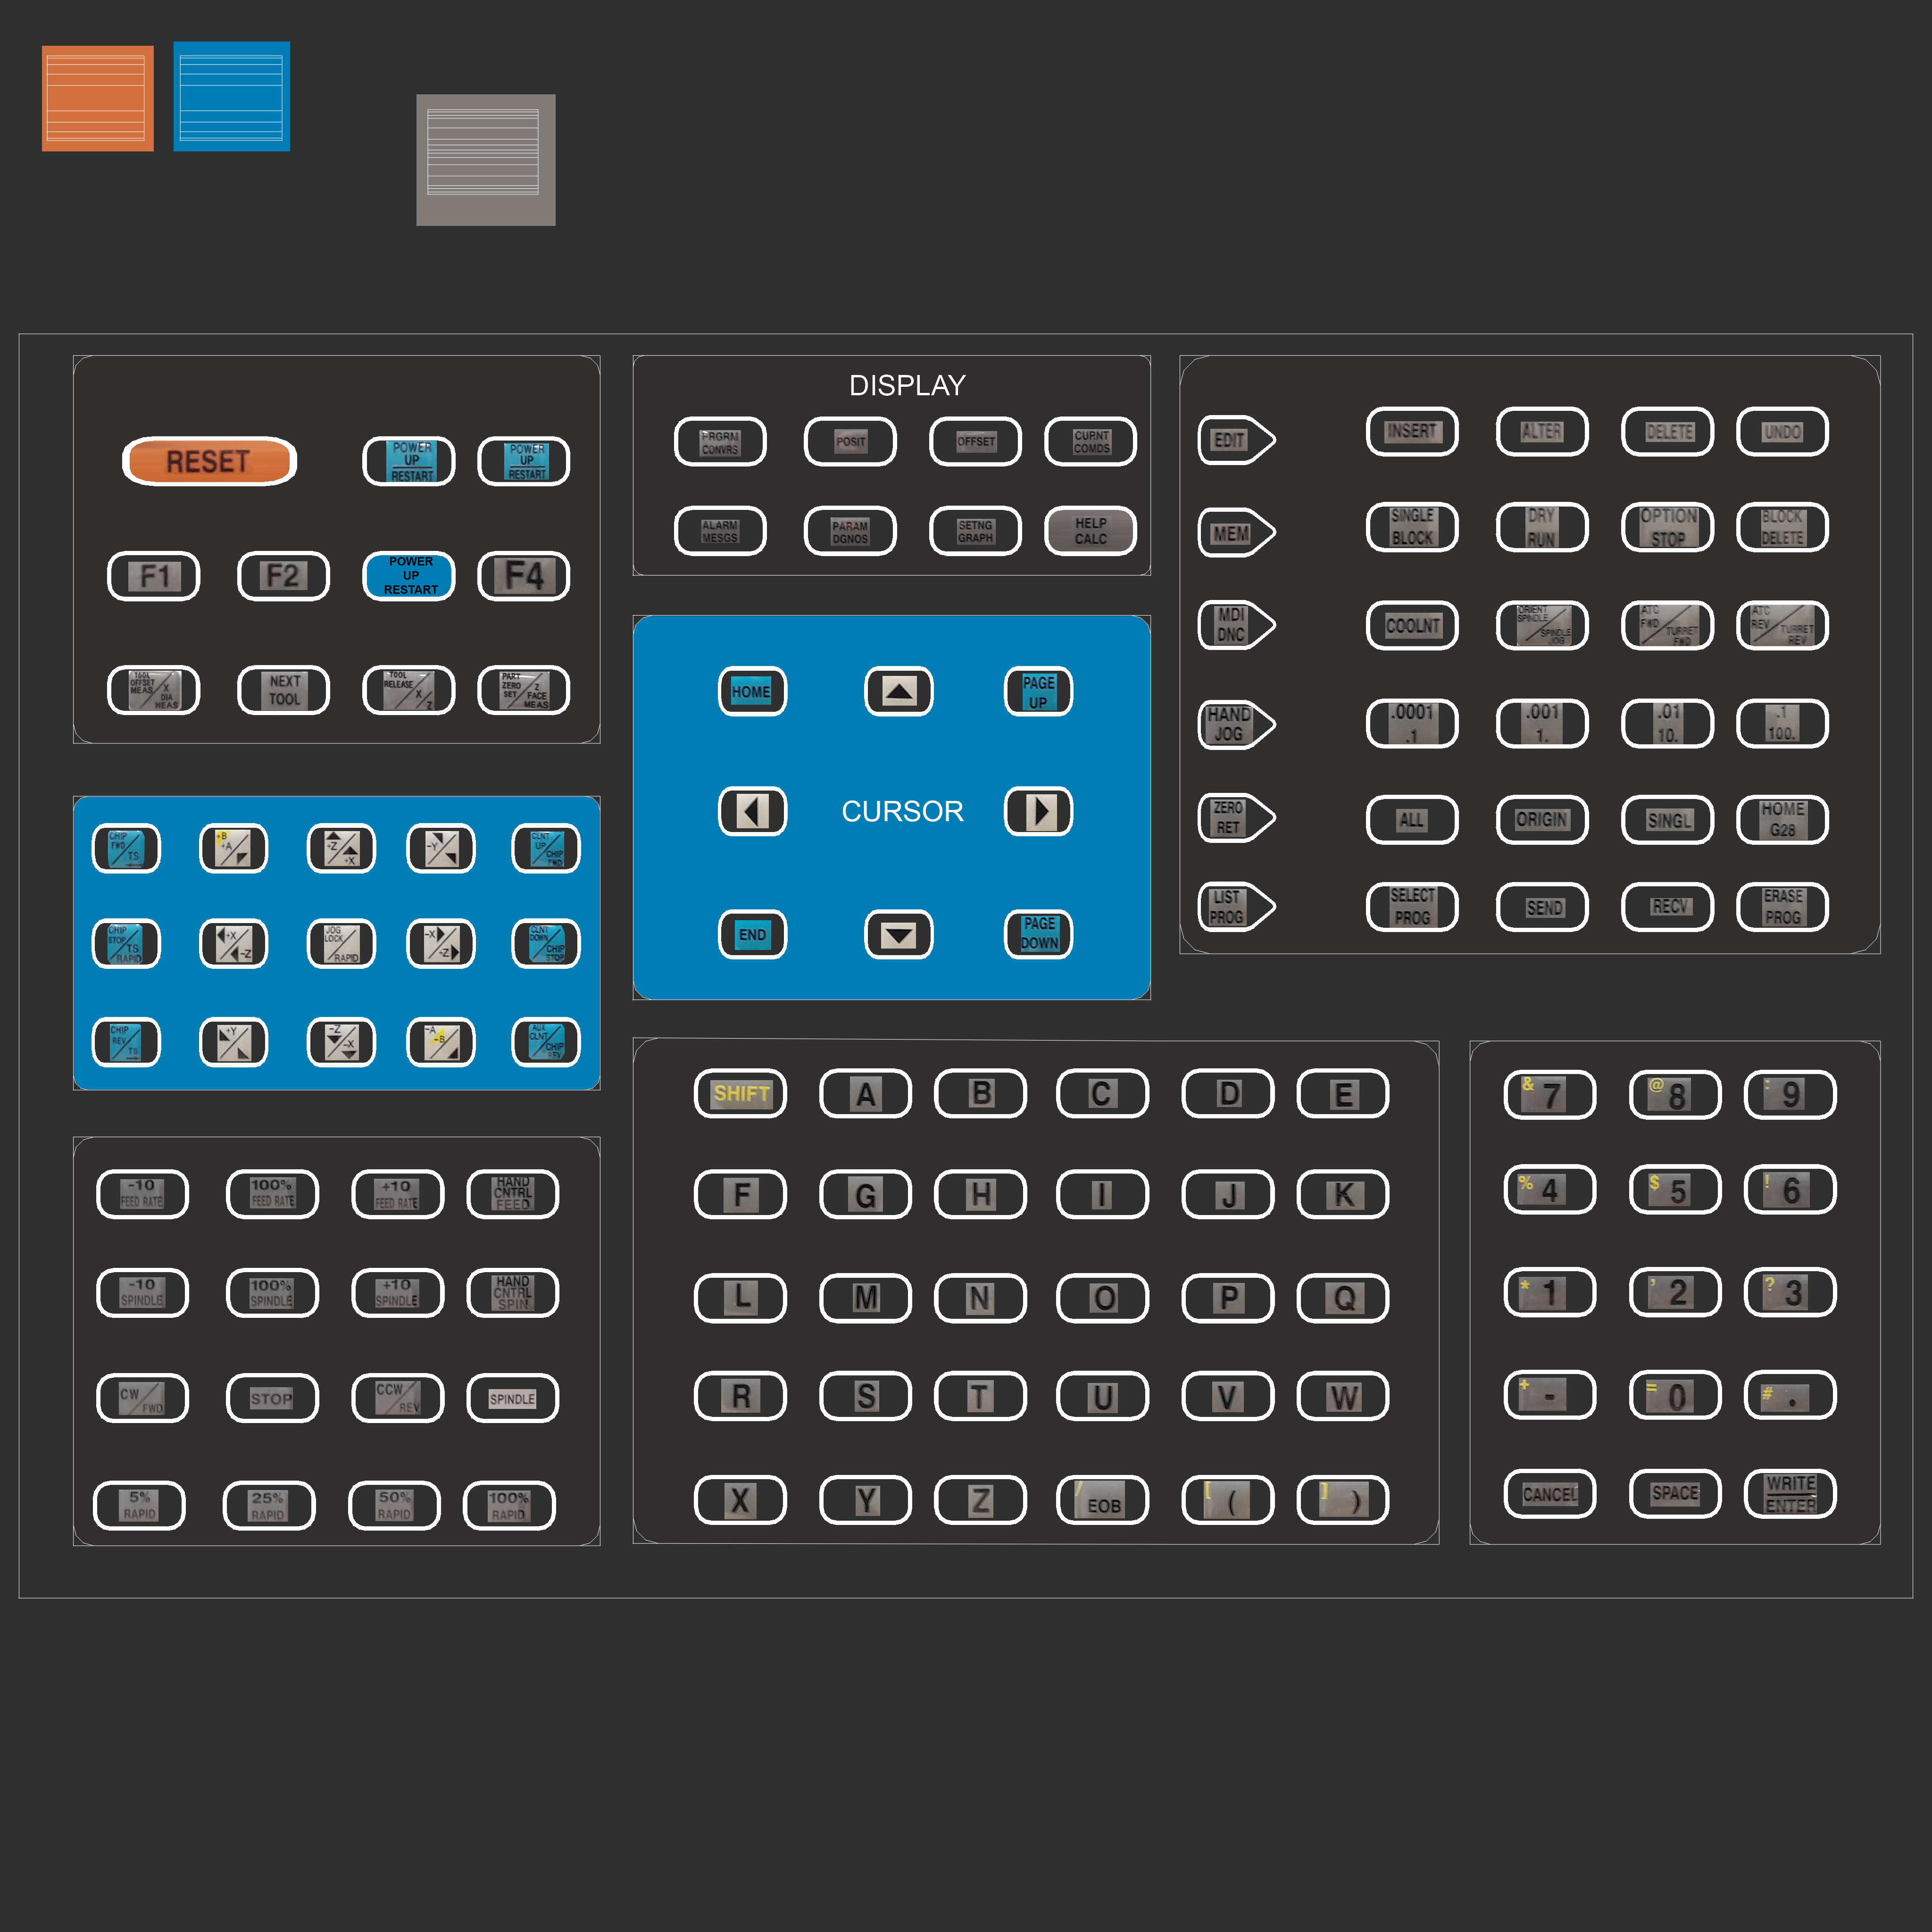 DISPLAY
RESET
POWER
UP
RESTART
POWER
UP
RESTART
F1
F2
POWER
UP
RESTART
F4
TOOL
OFFSET
MEAS
X
DIA
MEAS
NEXT
TOOL
TOOL
RELEASE
X
Z
PART
ZERO
SET
Z
FACE
MEAS
PRGRM
CONVRS
POSIT
OFFSET
CURNT
COMDS
ALARM
MESGS
PARAM
DGNOS
SETNG
GRAPH
HELP
CALC
EDIT
INSERT
ALTER
DELETE
UNDO
MEM
SINGLE
BLOCK
DRY
RUN
OPTION
STOP
BLOCK
DELETE
MDI
DNC
COOLNT
ORIENT
SPINDLE
SPINDLE
JOG
ATC
FWD
TURRET
FWD
ATC
REV
TURRET
REV
HAND
JOG
.0001
.1
.001
1.
.01
10.
.1
100.
ZERO
RET
ALL
ORIGIN
SINGL
HOME
G28
LIST
PROG
SELECT
PROG
SEND
RECV
ERASE
PROG
HOME
PAGE
UP
CURSOR
END
PAGE
DOWN
CHIP
FWD
TS
+B
+A
+Z
+X
-Y
CLNT
UP
CHIP
FWD
CHIP
STOP
TS
RAPID
+X
-Z
JOG
LOCK
RAPID
-X
+Z
CLNT
DOWN
CHIP
STOP
CHIP
REV
TS
+Y
-Z
-X
-A
-B
AUX
CLNT
CHIP
REV
-10
FEED RATE
100%
FEED RATE
+10
FEED RATE
HAND
CNTRL
FEED
-10
SPINDLE
100%
SPINDLE
+10
SPINDLE
HAND
CNTRL
SPIN
CW
FWD
STOP
CCW
REV
SPINDLE
5%
RAPID
25%
RAPID
50%
RAPID
100%
RAPID
SHIFT
A
B
C
D
E
F
G
H
I
J
K
L
M
N
O
P
Q
R
S
T
U
V
W
X
Y
Z
/
EOB
[ (
] )
& 7
@ 8
: 9
% 4
$ 5
! 6
* 1
' 2
? 3
+ -
= 0
# .
CANCEL
SPACE
WRITE
ENTER